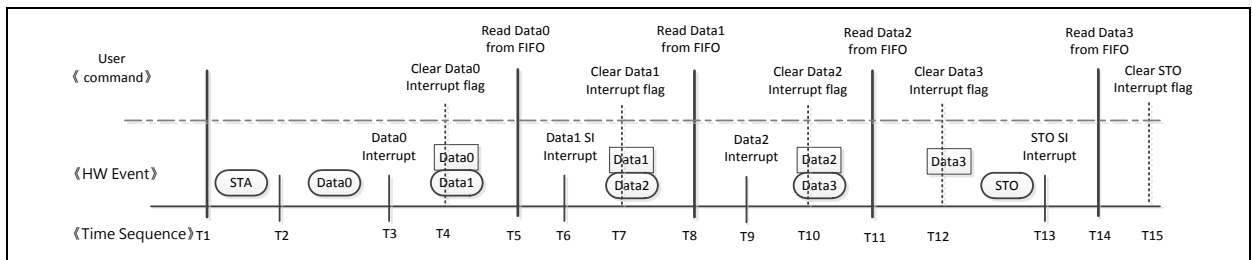 Read Data0
from FIFO
Read Data1
from FIFO
Read Data2
from FIFO
Read Data3
from FIFO
User
《 command》
Clear Data0
Interrupt flag
Clear Data1
Interrupt flag
Clear Data2
Interrupt flag
Clear Data3
Interrupt flag
Clear STO
Interrupt flag
Data0
Interrupt
Data1 SI
Interrupt
Data2
Interrupt
STO SI
Interrupt
《HW Event》
STA
Data0
Data0
Data1
Data1
Data2
Data2
Data3
Data3
STO
《Time Sequence》 T1 T2 T3 T4 T5 T6 T7 T8 T9 T10 T11 T12 T13 T14 T15